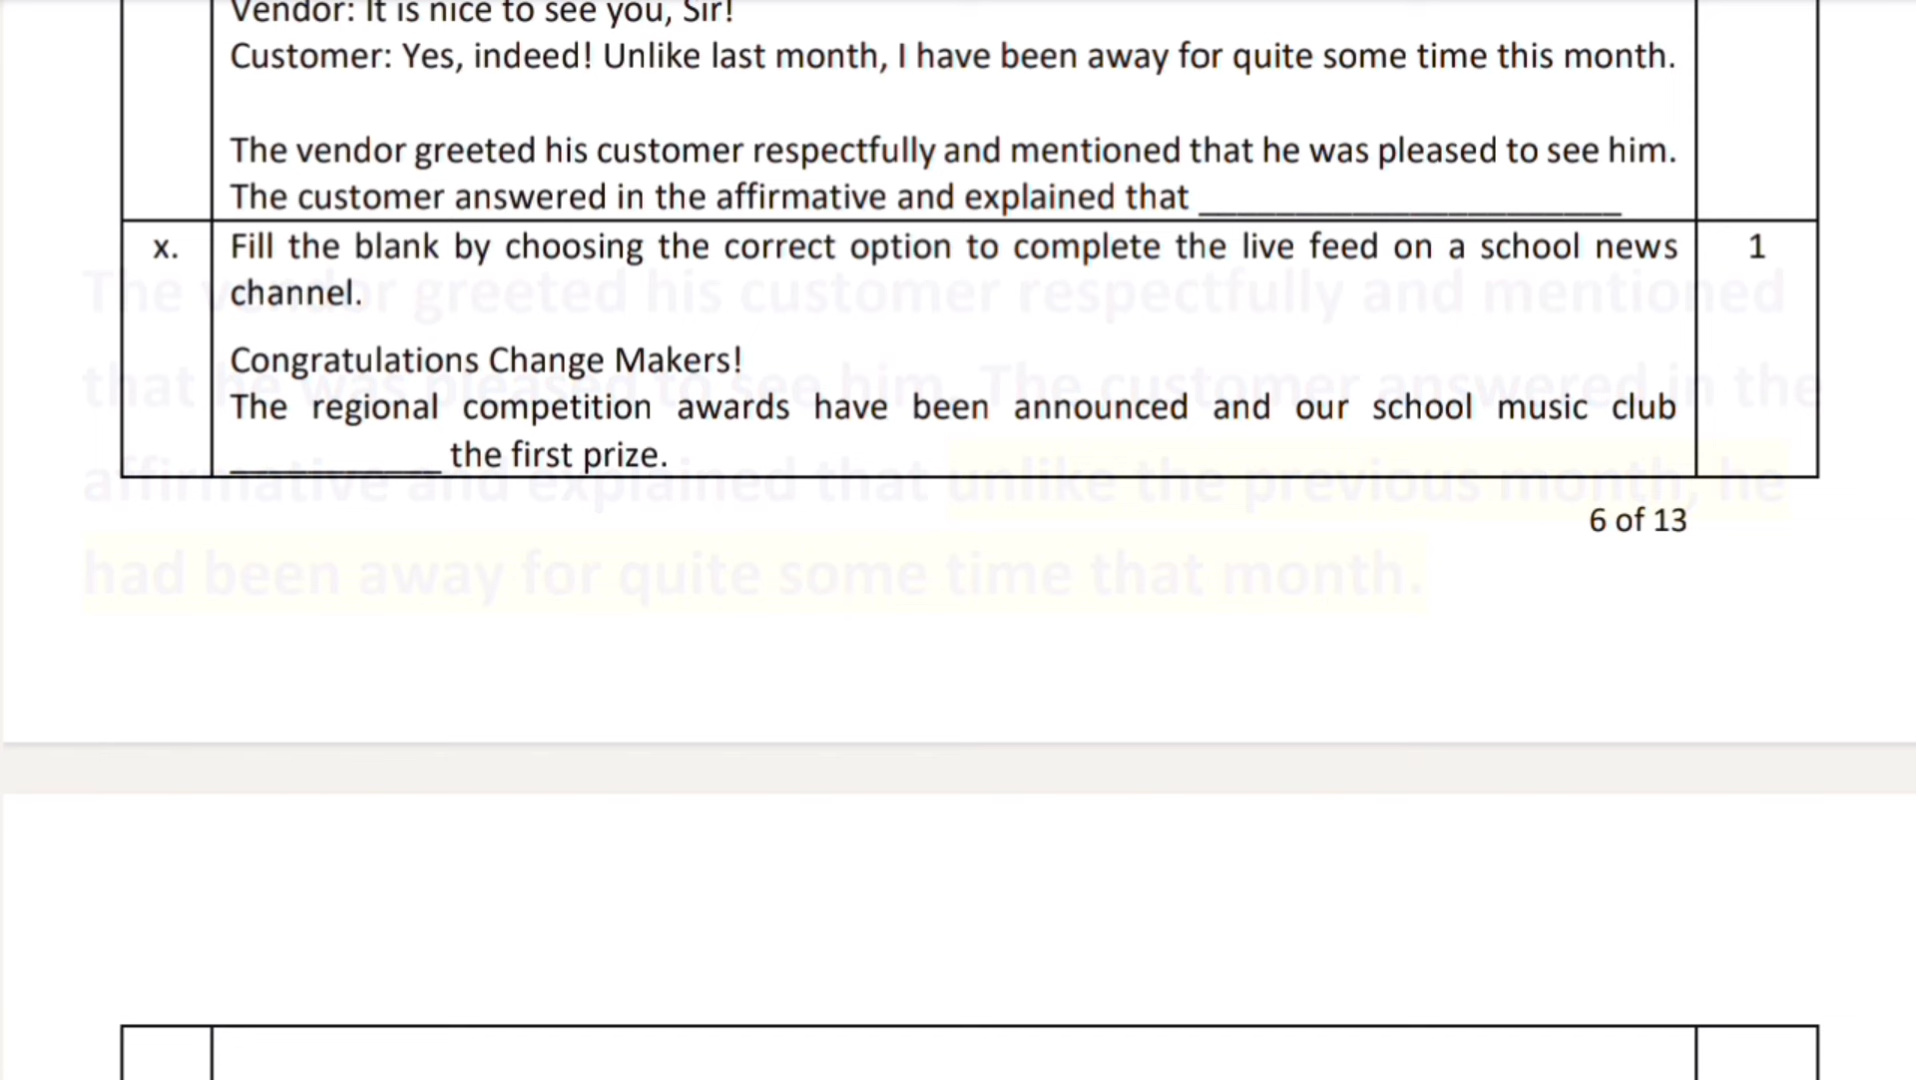 Vendor: It is nice to see you, Sir!
Customer: Yes, indeed! Unlike last month, I have been away for quite some time this month.
The vendor greeted his customer respectfully and mentioned that he was pleased to see him.
The customer answered in the affirmative and explained that ______________________
x. Fill the blank by choosing the correct option to complete the live feed on a school news 1
channel.
Congratulations Change Makers!
The regional competition awards have been announced and our school music club
___________ the first prize.
6 of 13
The vendor greeted his customer respectfully and mentioned
that he was pleased to see him. The customer answered in the
affirmative and explained that unlike the previous month, he
had been away for quite some time that month.